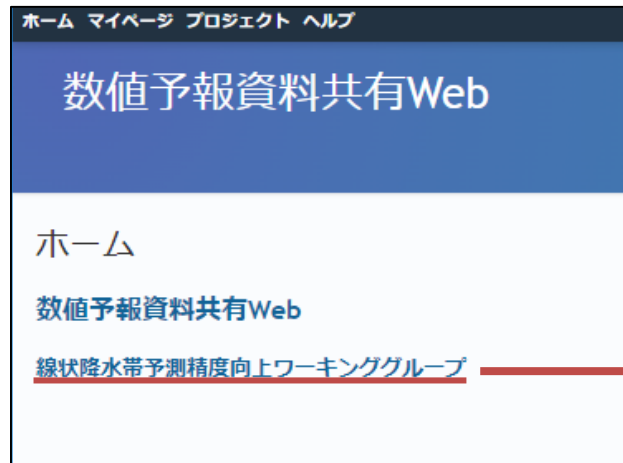 ホーム マイページ プロジェクト ヘルプ
数値予報資料共有Web
ホーム
数値予報資料共有Web
線状降水帯予測精度向上ワーキンググループ